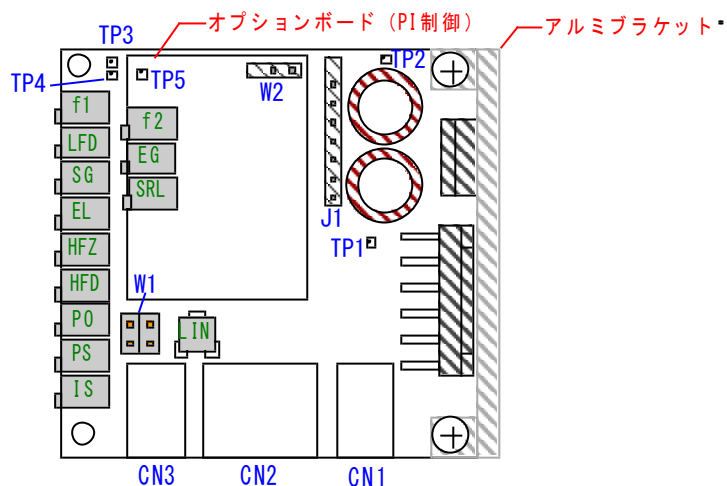 オプションボード（PI制御）
アルミブラケット
TP3
TP4
TP5
W2
TP2
f1
LFD
SG
EL
HFZ
HFD
PO
PS
IS
f2
EG
SRL
J1
TP1
W1
LIN
CN3
CN2
CN1